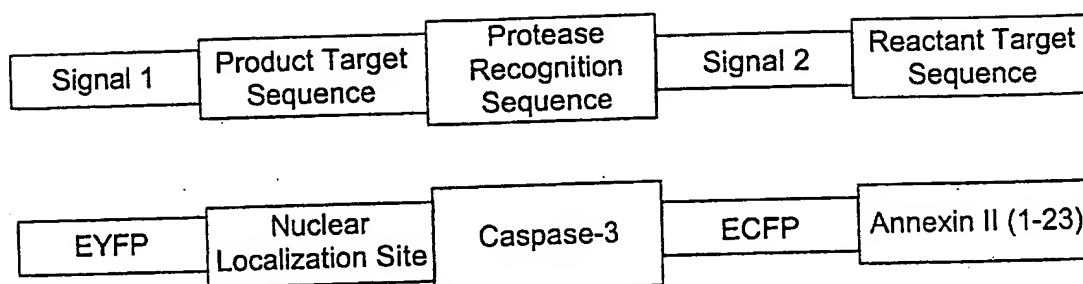 Signal 1
Product Target
Sequence
Protease
Recognition
Sequence
Signal 2
Reactant Target
Sequence
EYFP
Nuclear
Localization Site
Caspase-3
ECFP
Annexin II (1-23)